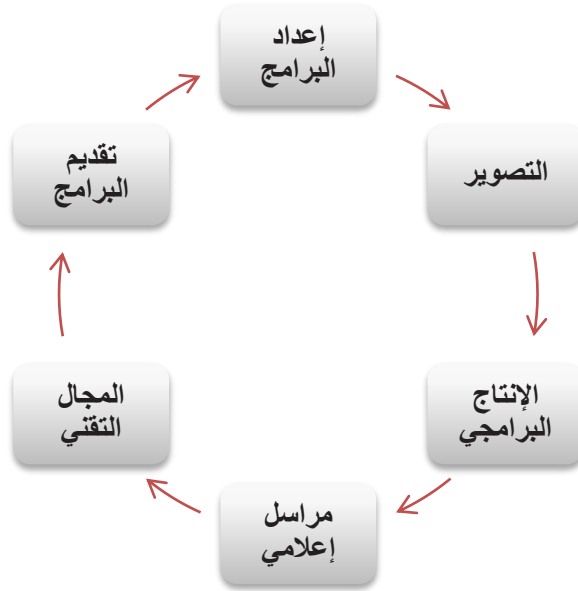 إعداد
البرامج
التصوير
الإنتاج
البرامجي
مراسل
إعلامي
المجال
التقني
تقديم
البرامج